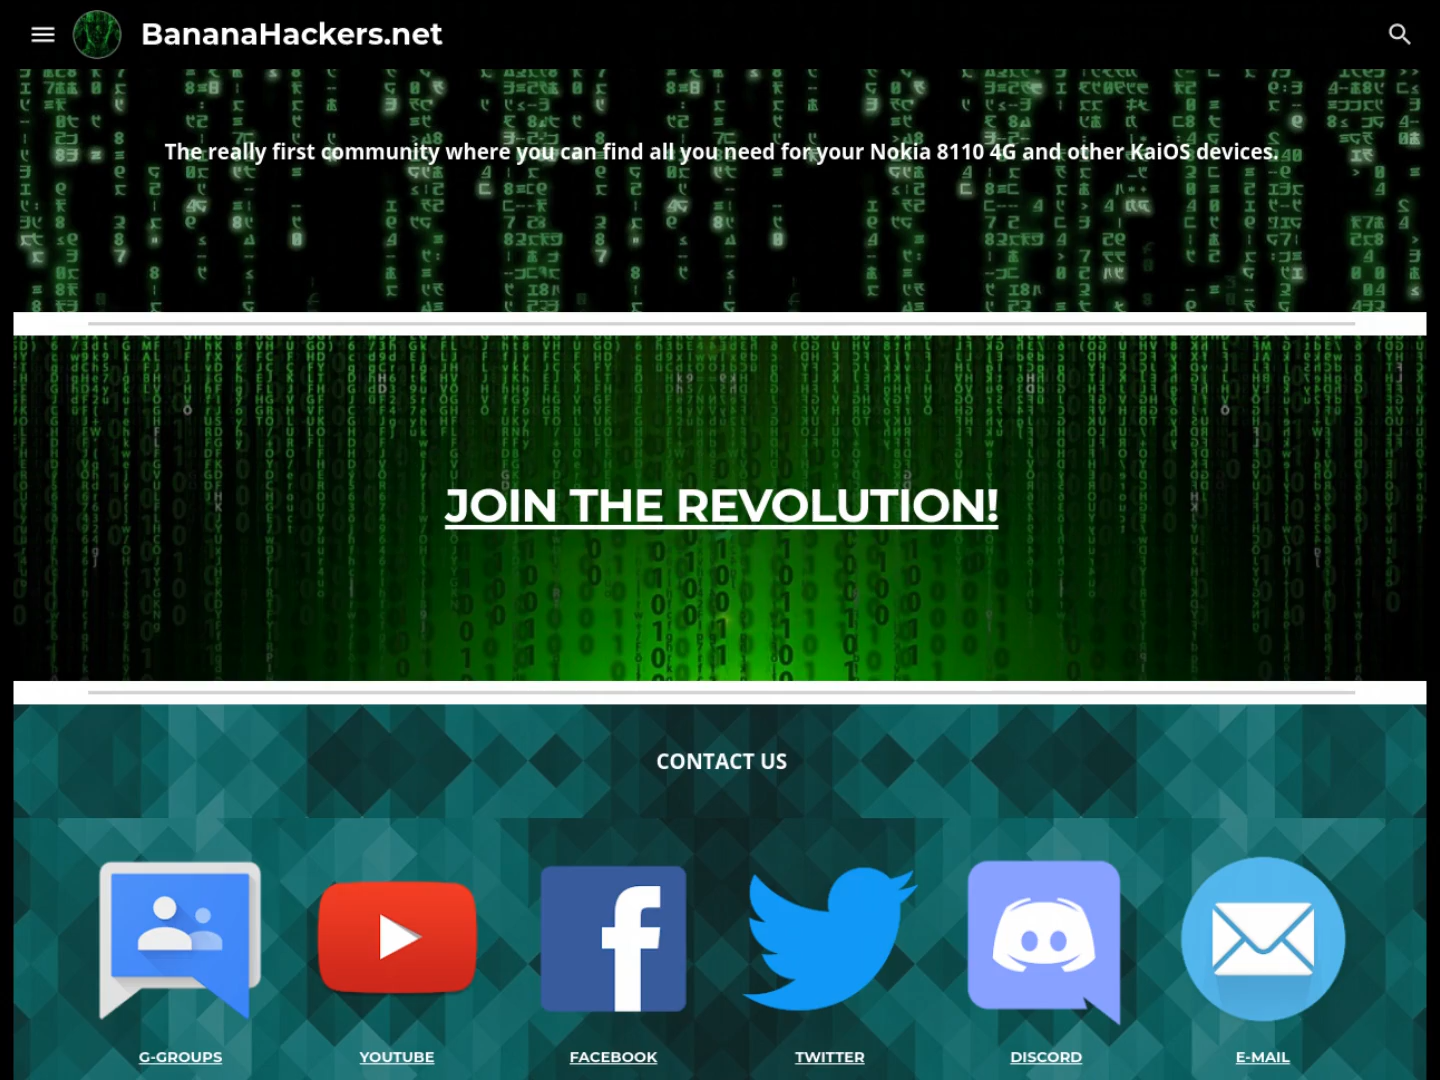 BananaHackers.net
The really first community where you can find all you need for your Nokia 8110 4G and other KaiOS devices.
JOIN THE REVOLUTION!
CONTACT US
G-GROUPS
YOUTUBE
FACEBOOK
TWITTER
DISCORD
E-MAIL